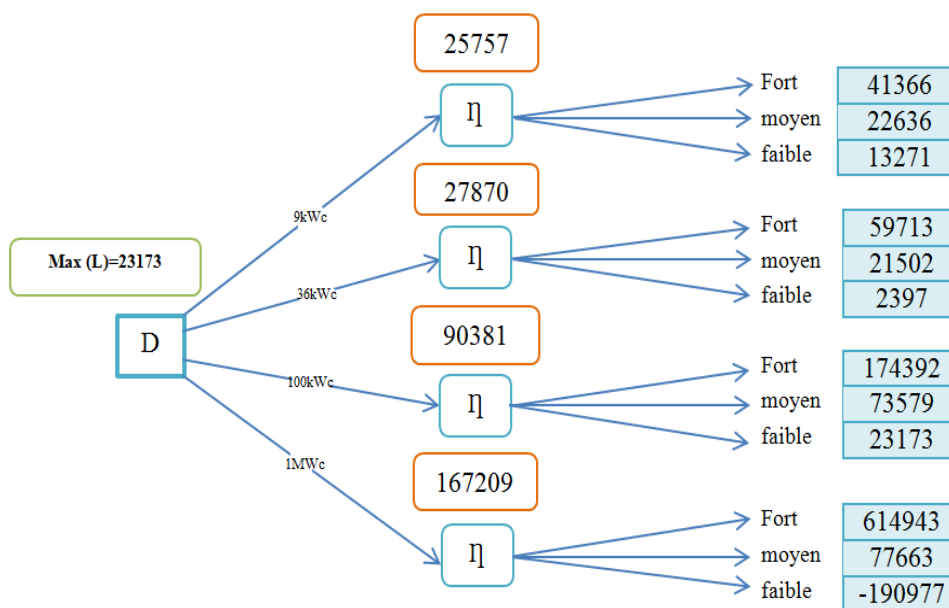 25757
η
Fort 41366
moyen 22636
faible 13271
9kWc
27870
η
Fort 59713
moyen 21502
faible 2397
Max (L)=23173
36kWc
D
90381
η
Fort 174392
moyen 73579
faible 23173
100kWc
1MWc
167209
η
Fort 614943
moyen 77663
faible -190977